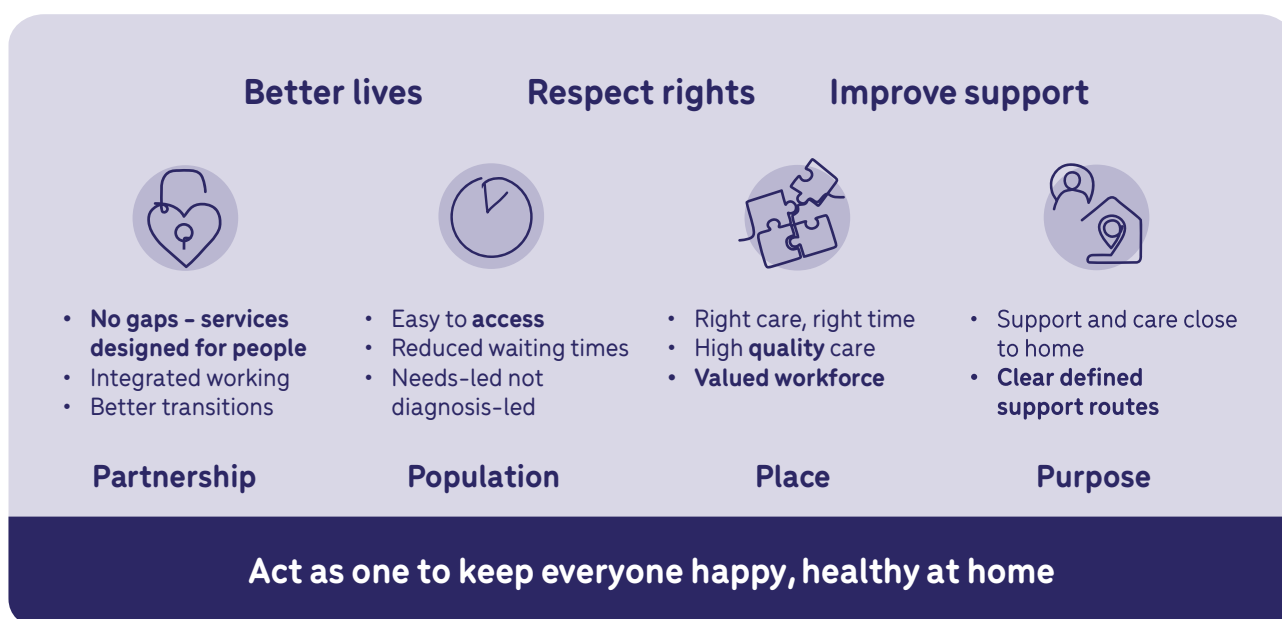 Better lives
Respect rights
Improve support
• No gaps – services
designed for people
• Integrated working
• Better transitions
• Easy to access
• Reduced waiting times
• Needs-led not
diagnosis-led
• Right care, right time
• High quality care
• Valued workforce
• Support and care close
to home
• Clear defined
support routes
Partnership
Population
Place
Purpose
Act as one to keep everyone happy, healthy at home